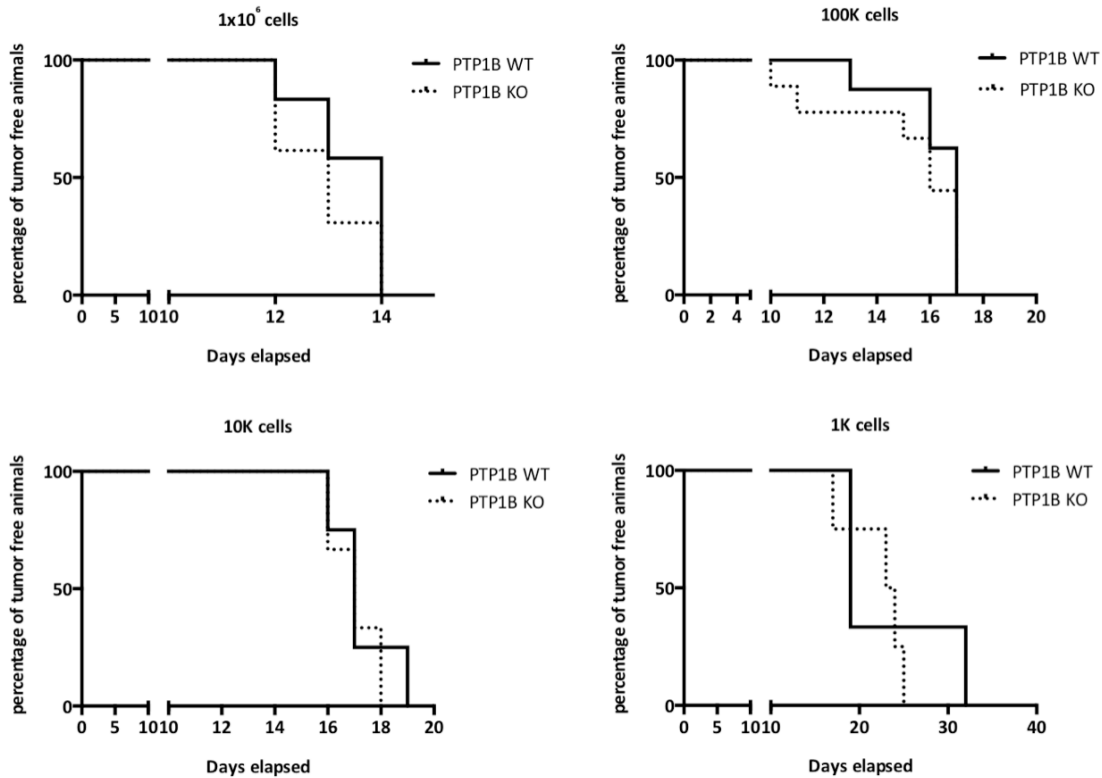 1x10⁶ cells
percentage of tumor free animals
100
50
0
0 5 10 10 12 14
Days elapsed
PTP1B WT
PTP1B KO
100K cells
percentage of tumor free animals
100
50
0
0 2 4 10 12 14 16 18 20
Days elapsed
PTP1B WT
PTP1B KO
10K cells
percentage of tumor free animals
100
50
0
0 5 10 10 12 14 16 18 20
Days elapsed
PTP1B WT
PTP1B KO
1K cells
percentage of tumor free animals
100
50
0
0 5 10 10 20 30 40
Days elapsed
PTP1B WT
PTP1B KO